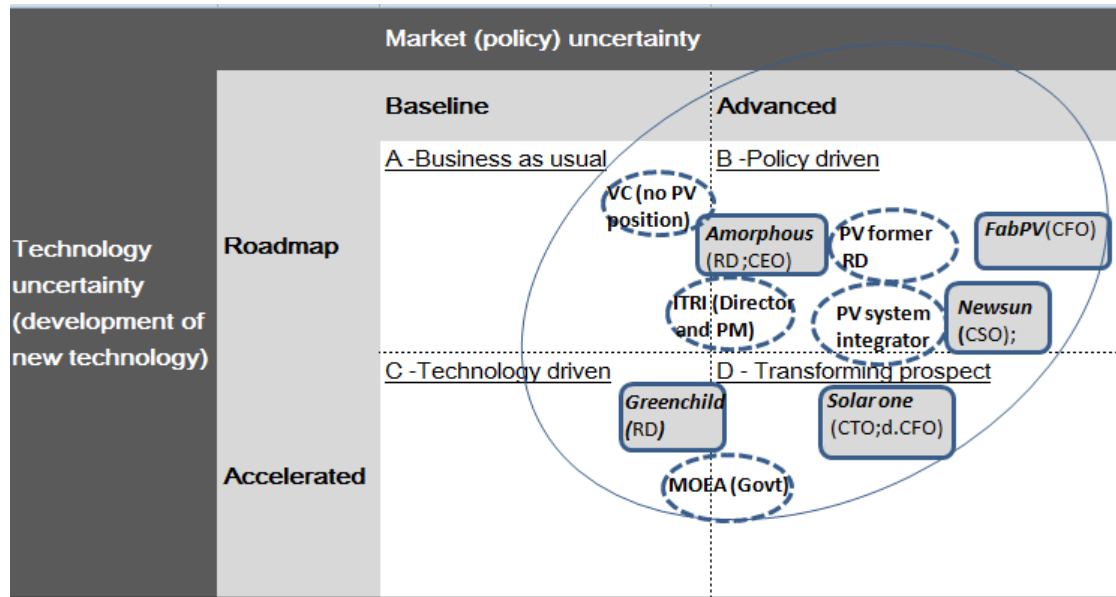 Market (policy) uncertainty
Baseline
Advanced
A -Business as usual
B -Policy driven
Technology
uncertainty
(development of
new technology)
Roadmap
VC (no PV
position)
Amorphous
(RD ;CEO)
PV former
RD
FabPV(CFO)
ITRI (Director
and PM)
PV system
integrator
Newsun
(CSO);
C -Technology driven
D - Transforming prospect
Accelerated
Greenchild
(RD)
Solar one
(CTO;d.CFO)
MOEA (Govt)